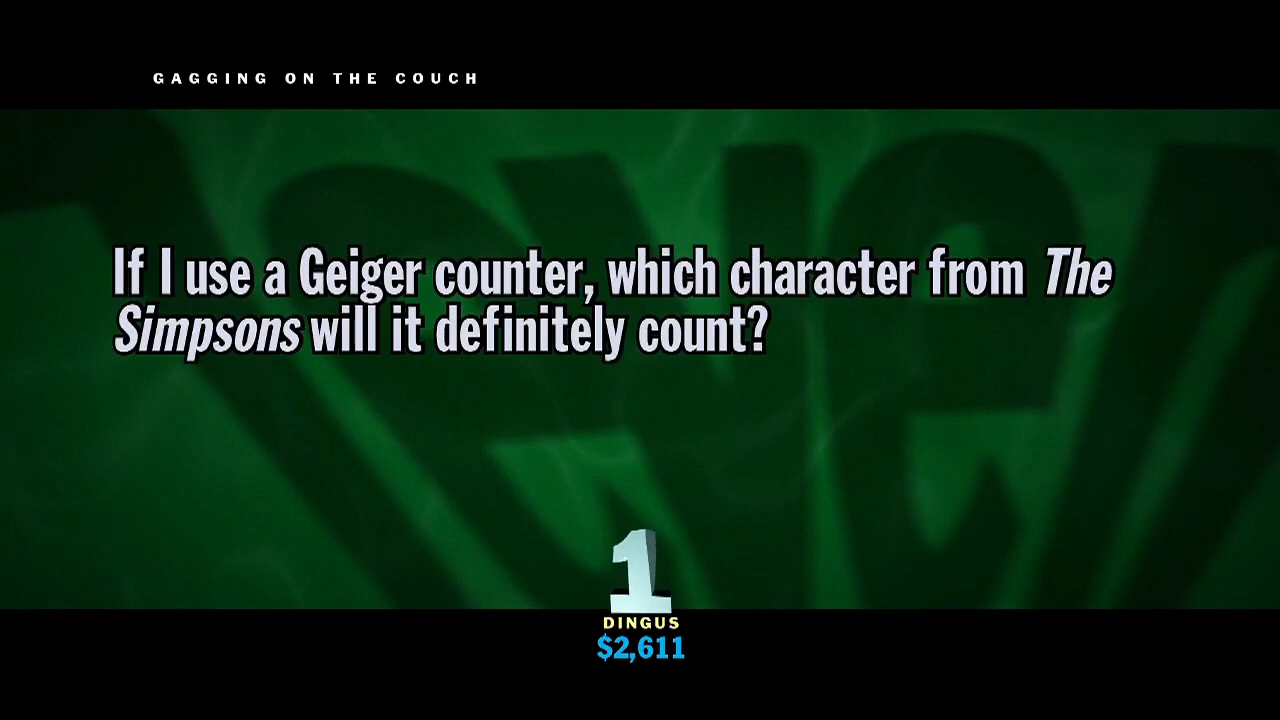 GAGGING ON THE COUCH
If I use a Geiger counter, which character from The
Simpsons will it definitely count?
1
DINGUS
$2,611